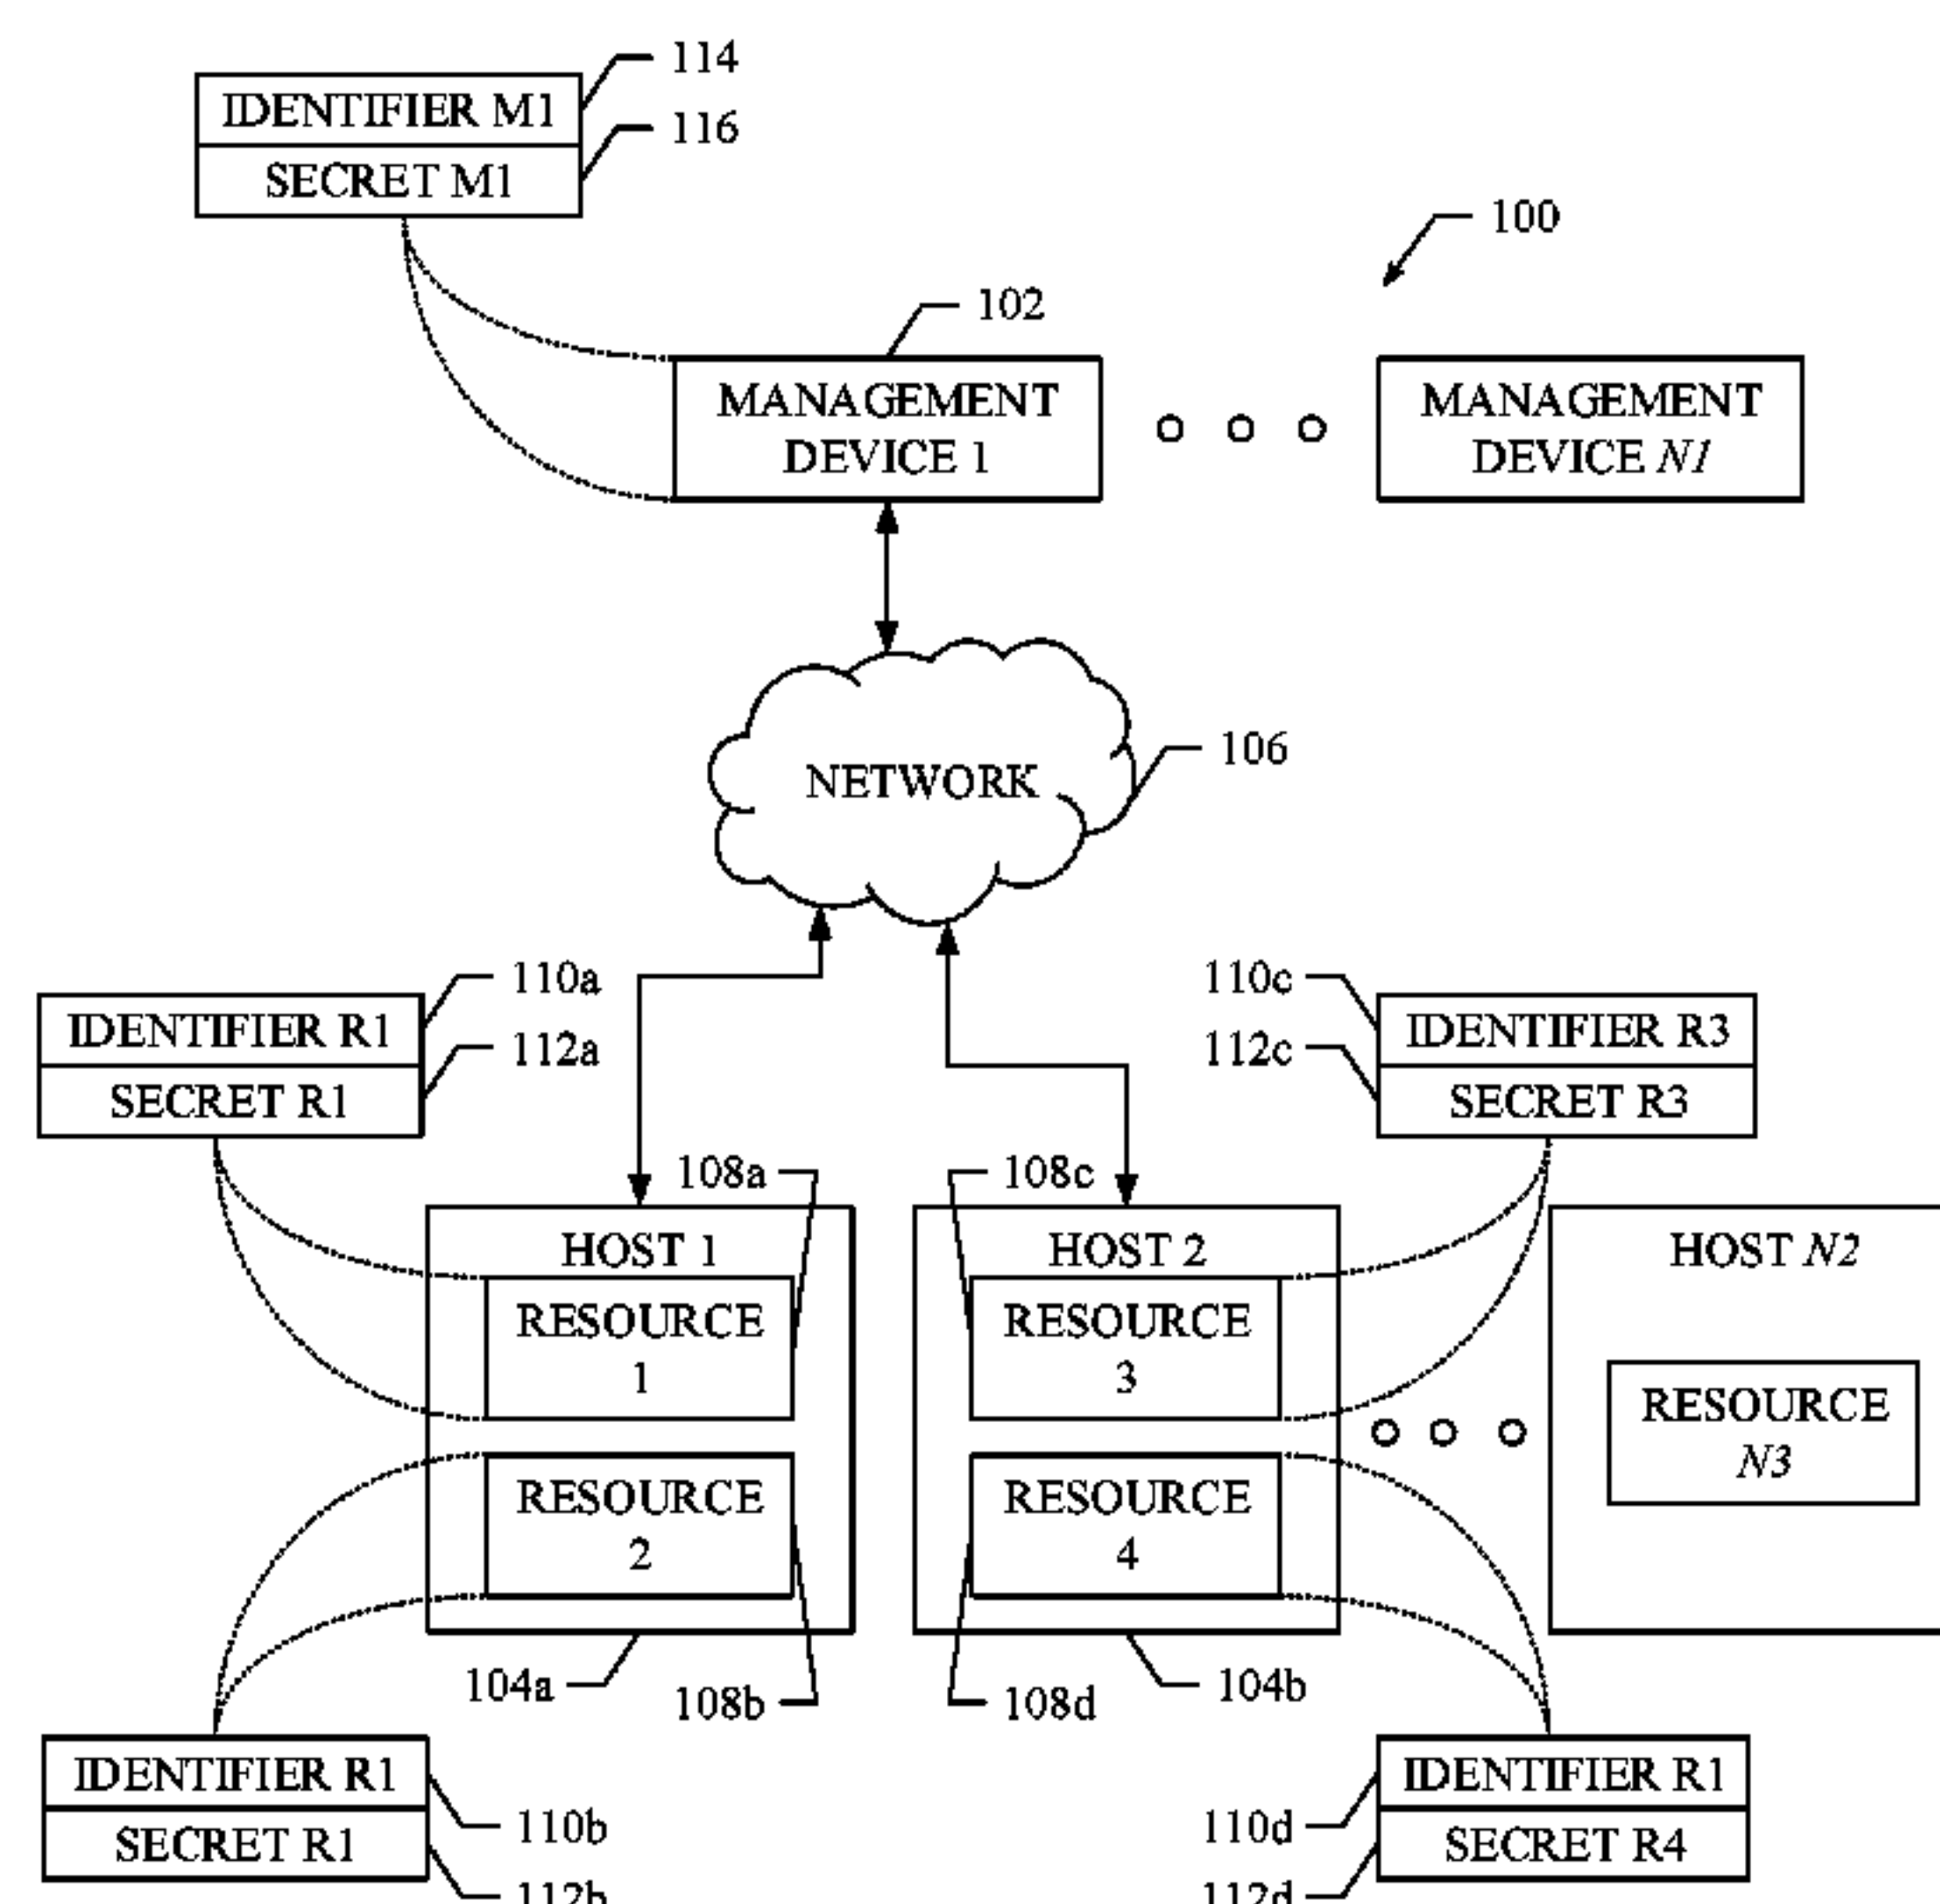 114
IDENTIFIER M1
116
SECRET M1
100
102
MANAGEMENT
DEVICE 1
MANAGEMENT
DEVICE N1
106
NETWORK
110a
IDENTIFIER R1
112a
SECRET R1
110c
IDENTIFIER R3
112c
SECRET R3
108a
108c
HOST 1
RESOURCE
1
RESOURCE
2
HOST 2
RESOURCE
3
RESOURCE
4
HOST N2
RESOURCE
N3
104a
108b
108d
104b
IDENTIFIER R1
SECRET R1
110b
112b
IDENTIFIER R1
SECRET R4
110d
112d